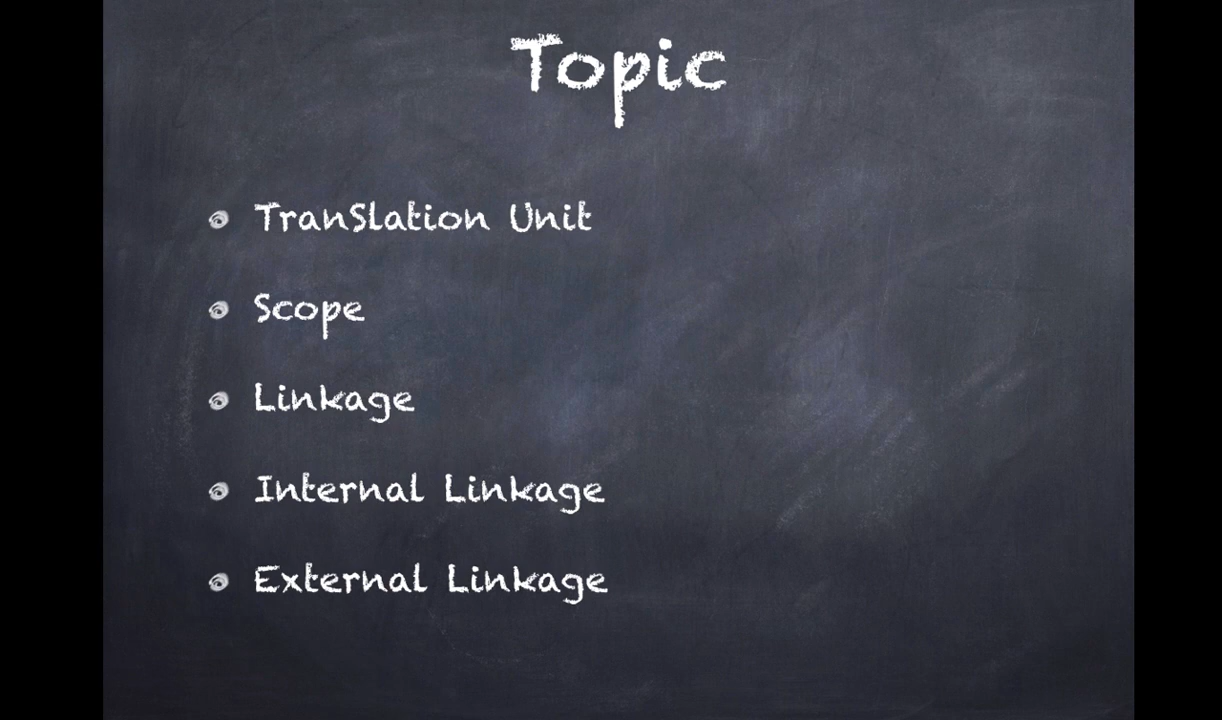 Topic
TranSlation Unit
Scope
Linkage
Internal Linkage
External Linkage